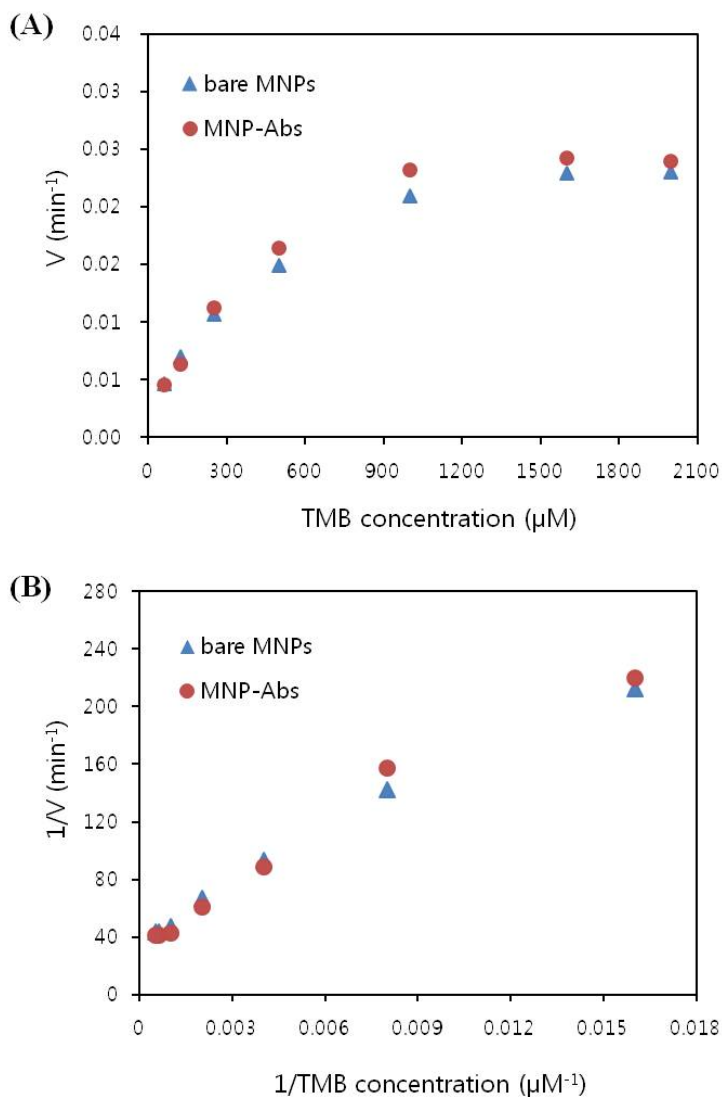 (A)
0.04
0.03
0.03
0.02
0.02
0.01
0.01
0.00
V (min⁻¹)
bare MNPs
MNP-Abs
0 300 600 900 1200 1500 1800 2100
TMB concentration (µM)
(B)
280
240
200
160
120
80
40
0
1/V (min⁻¹)
bare MNPs
MNP-Abs
0 0.003 0.006 0.009 0.012 0.015 0.018
1/TMB concentration (µM⁻¹)